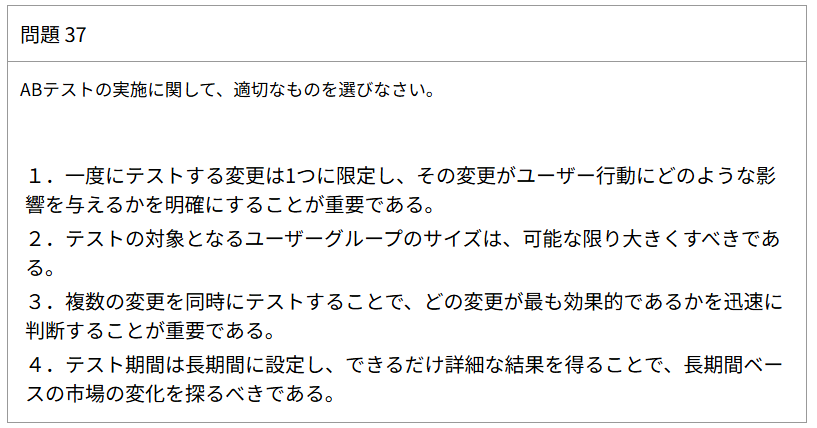 問題 37
ABテストの実施に関して、適切なものを選びなさい。
１．一度にテストする変更は1つに限定し、その変更がユーザー行動にどのような影
響を与えるかを明確にすることが重要である。
２．テストの対象となるユーザーグループのサイズは、可能な限り大きくすべきであ
る。
３．複数の変更を同時にテストすることで、どの変更が最も効果的であるかを迅速に
判断することが重要である。
４．テスト期間は長期間に設定し、できるだけ詳細な結果を得ることで、長期間ベー
スの市場の変化を探るべきである。